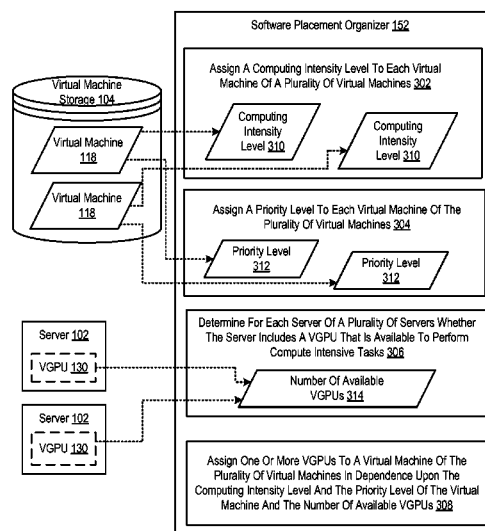 Software Placement Organizer 152
Assign A Computing Intensity Level To Each Virtual
Machine Of A Plurality Of Virtual Machines 302
Virtual Machine
Storage 104
Virtual Machine
118
Virtual Machine
118
Computing
Intensity
Level 310
Computing
Intensity
Level 310
Assign A Priority Level To Each Virtual Machine Of The
Plurality Of Virtual Machines 304
Priority Level
312
Priority Level
312
Determine For Each Server Of A Plurality Of Servers Whether
The Server Includes A VGPU That Is Available To Perform
Compute Intensive Tasks 306
Server 102
VGPU 130
Server 102
VGPU 130
Number Of Available
VGPUs 314
Assign One Or More VGPUs To A Virtual Machine Of The
Plurality Of Virtual Machines In Dependence Upon The
Computing Intensity Level And The Priority Level Of The Virtual
Machine And The Number Of Available VGPUs 308